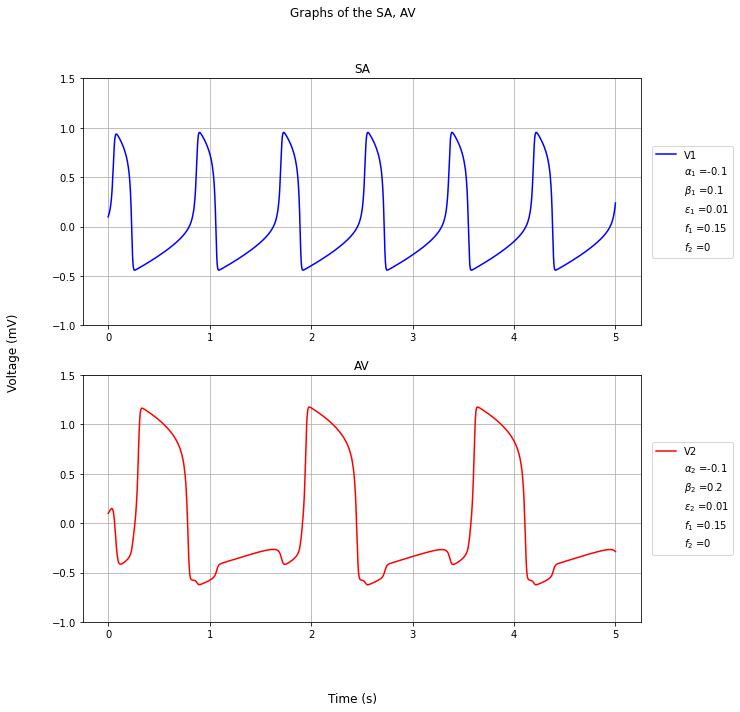 Graphs of the SA, AV
SA
1.5
1.0
0.5
0.0
−0.5
−1.0
0 1 2 3 4 5
V1
α₁ =-0.1
β₁ =0.1
ε₁ =0.01
f₁ =0.15
f₂ =0
Voltage (mV)
AV
1.5
1.0
0.5
0.0
−0.5
−1.0
0 1 2 3 4 5
V2
α₂ =-0.1
β₂ =0.2
ε₂ =0.01
f₁ =0.15
f₂ =0
Time (s)